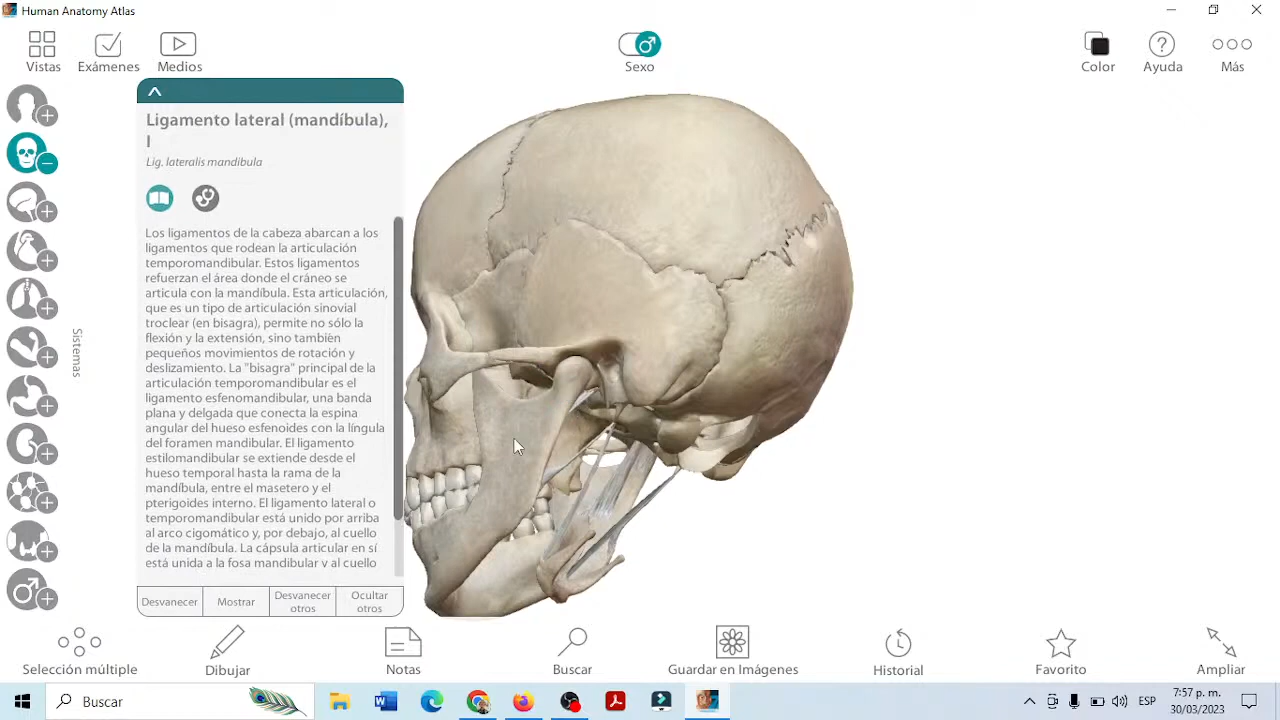 Human Anatomy Atlas
Vistas
Exámenes
Medios
Sexo
Color
Ayuda
Más
Ligamento lateral (mandíbula),
I
Lig. lateralis mandibula
Los ligamentos de la cabeza abarcan a los
ligamentos que rodean la articulación
temporomandibular. Estos ligamentos
refuerzan el área donde el cráneo se
articula con la mandíbula. Esta articulación,
que es un tipo de articulación sinovial
troclear (en bisagra), permite no sólo la
flexión y la extensión, sino tambièn
pequeños movimientos de rotación y
deslizamiento. La "bisagra" principal de la
articulación temporomandibular es el
ligamento esfenomandibular, una banda
plana y delgada que conecta la espina
angular del hueso esfenoides con la língula
del foramen mandibular. El ligamento
estilomandibular se extiende desde el
hueso temporal hasta la rama de la
mandíbula, entre el masetero y el
pterigoides interno. El ligamento lateral o
temporomandibular está unido por arriba
al arco cigomático y, por debajo, al cuello
de la mandíbula. La cápsula articular en sí
está unida a la fosa mandibular y al cuello
Desvanecer
Mostrar
Desvanecer
otros
Ocultar
otros
Sistemas
Selección múltiple
Dibujar
Notas
Buscar
Guardar en Imágenes
Historial
Favorito
Ampliar
Buscar
ESP
7:57 p. m.
30/03/2023